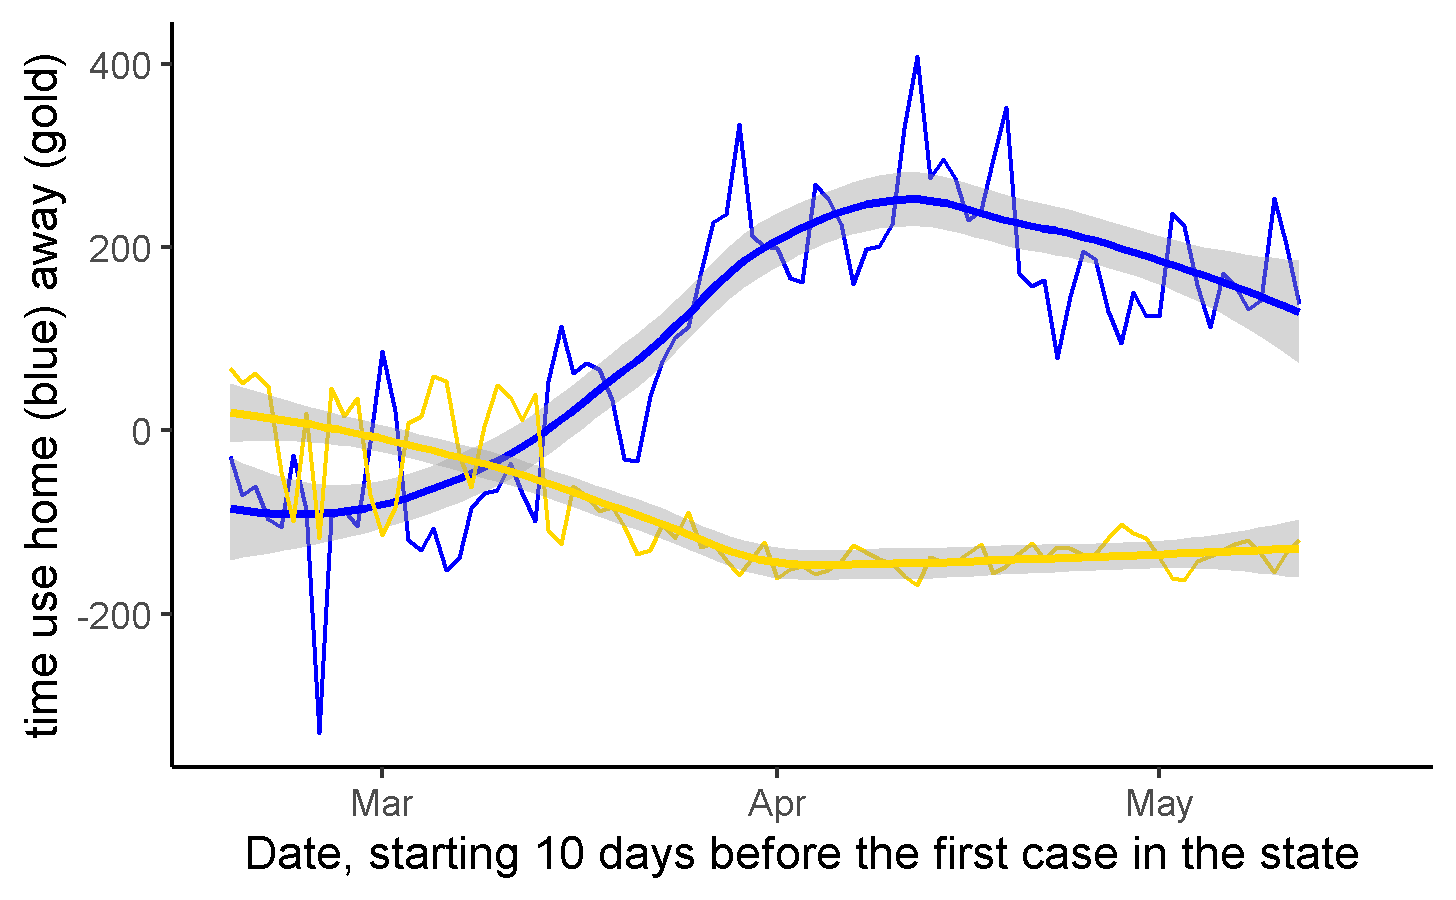 time use home (blue) away (gold)
400
200
0
-200
Mar
Apr
May
Date, starting 10 days before the first case in the state